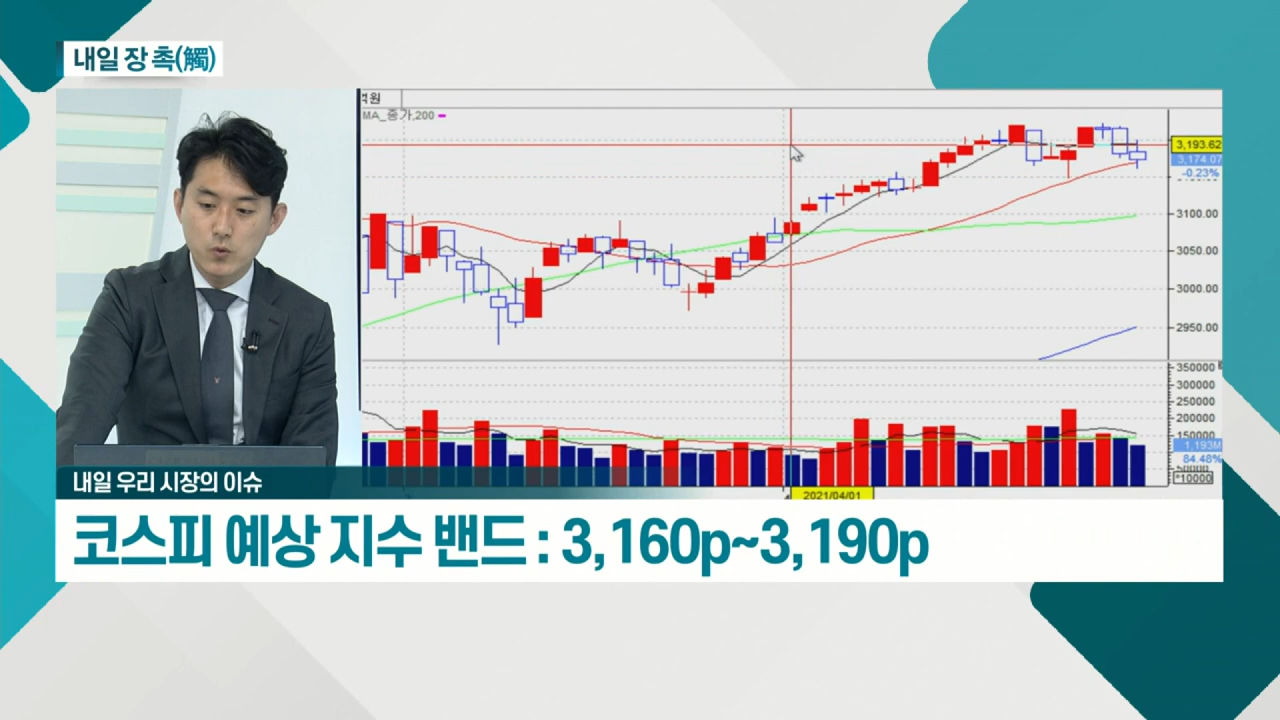 내일 장 촉(觸)
억원
MA_종가,200
3,193.62
3,174.07
-0.23%
3100.00
3050.00
3000.00
2950.00
350000
300000
250000
200000
150000
1,193M
84.48%
50000
*10000
2021/04/01
내일 우리 시장의 이슈
코스피 예상 지수 밴드 : 3,160p~3,190p